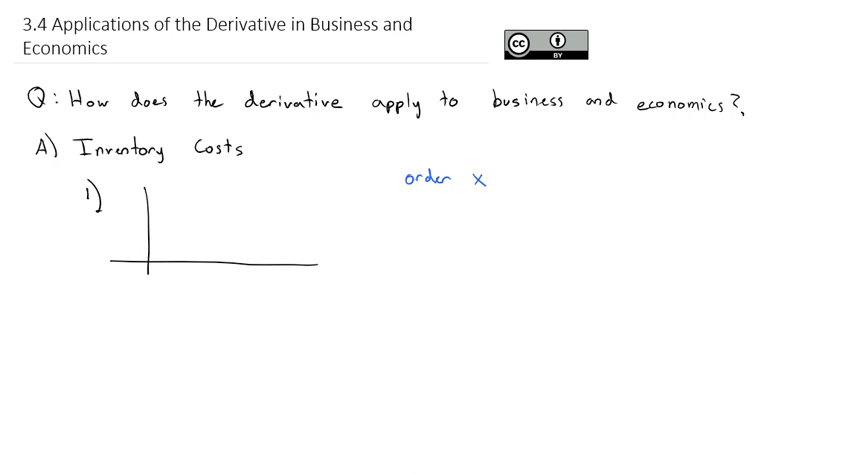 3.4 Applications of the Derivative in Business and
Economics
cc BY
Q: How does the derivative apply to business and economics?
A) Inventory Costs
order x
1)